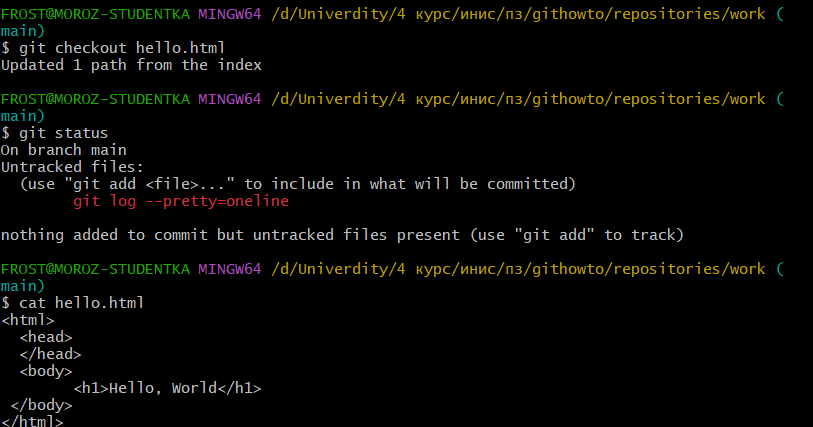 FROST@MOROZ-STUDENTKA MINGW64 /d/Univerdity/4 курс/инис/пз/githowto/repositories/work (
main)
$ git checkout hello.html
Updated 1 path from the index

FROST@MOROZ-STUDENTKA MINGW64 /d/Univerdity/4 курс/инис/пз/githowto/repositories/work (
main)
$ git status
On branch main
Untracked files:
  (use "git add <file>..." to include in what will be committed)
        git log --pretty=oneline

nothing added to commit but untracked files present (use "git add" to track)

FROST@MOROZ-STUDENTKA MINGW64 /d/Univerdity/4 курс/инис/пз/githowto/repositories/work (
main)
$ cat hello.html
<html>
  <head>
  </head>
  <body>
        <h1>Hello, World</h1>
 </body>
</html>